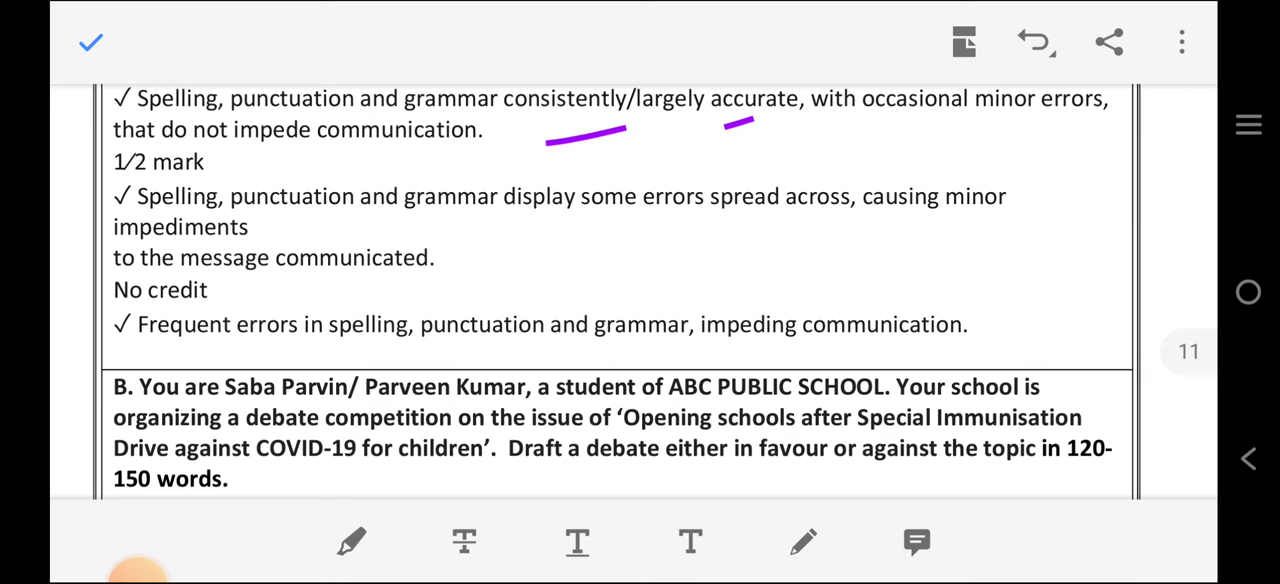 ✓ Spelling, punctuation and grammar consistently/largely accurate, with occasional minor errors,
that do not impede communication.
1/2 mark
✓ Spelling, punctuation and grammar display some errors spread across, causing minor
impediments
to the message communicated.
No credit
✓ Frequent errors in spelling, punctuation and grammar, impeding communication.
11
B. You are Saba Parvin/ Parveen Kumar, a student of ABC PUBLIC SCHOOL. Your school is
organizing a debate competition on the issue of ‘Opening schools after Special Immunisation
Drive against COVID-19 for children’.  Draft a debate either in favour or against the topic in 120-
150 words.
T
T
T